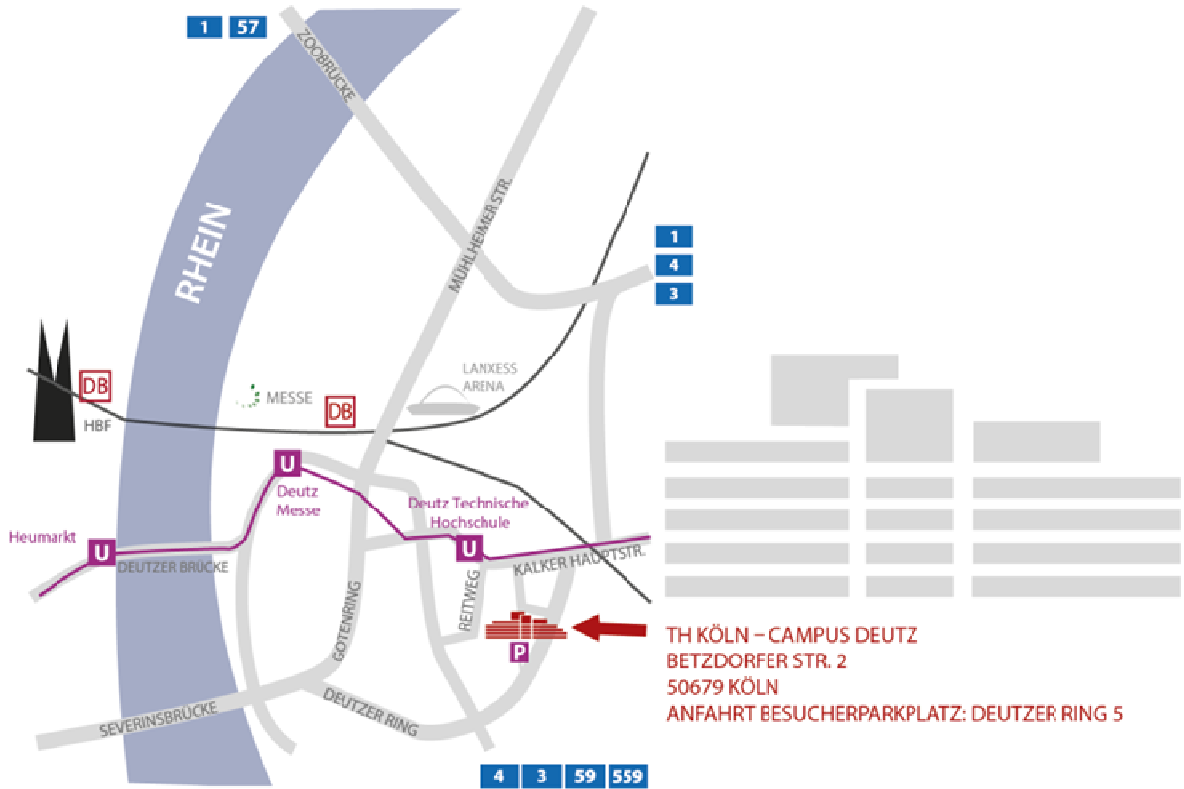 1 57
ZOOBRÜCKE
MÜHLHEIMER STR.
RHEIN
1
4
3
LANXESS
ARENA
DB
MESSE
DB
HBF
U
Deutz
Messe
Deutz Technische
Hochschule
Heumarkt
U
U
DEUTZER BRÜCKE
KALKER HAUPTSTR.
GOTENRING
REITWEG
P
TH KÖLN – CAMPUS DEUTZ
BETZDORFER STR. 2
50679 KÖLN
ANFAHRT BESUCHERPARKPLATZ: DEUTZER RING 5
SEVERINSBRÜCKE
DEUTZER RING
4 3 59 559